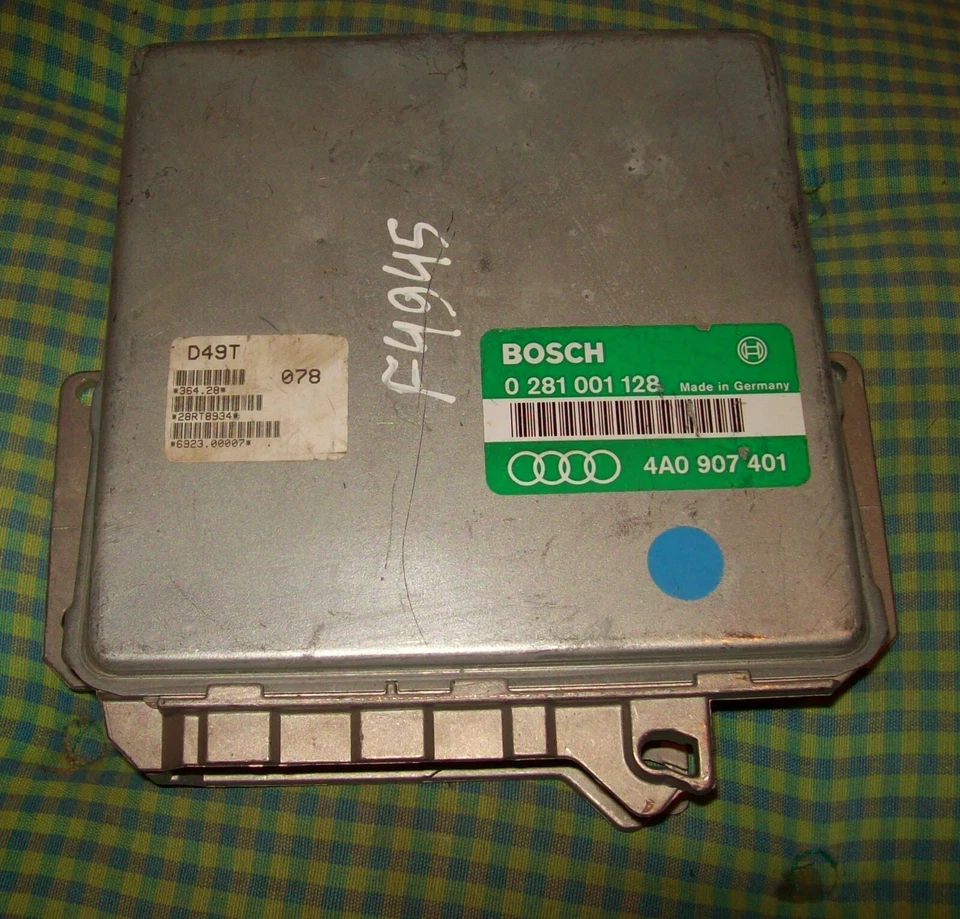 F4945
D49T
078
*364.28*
*28RT8934*
*6923.00007*
BOSCH
0 281 001 128 Made in Germany
4A0 907 401